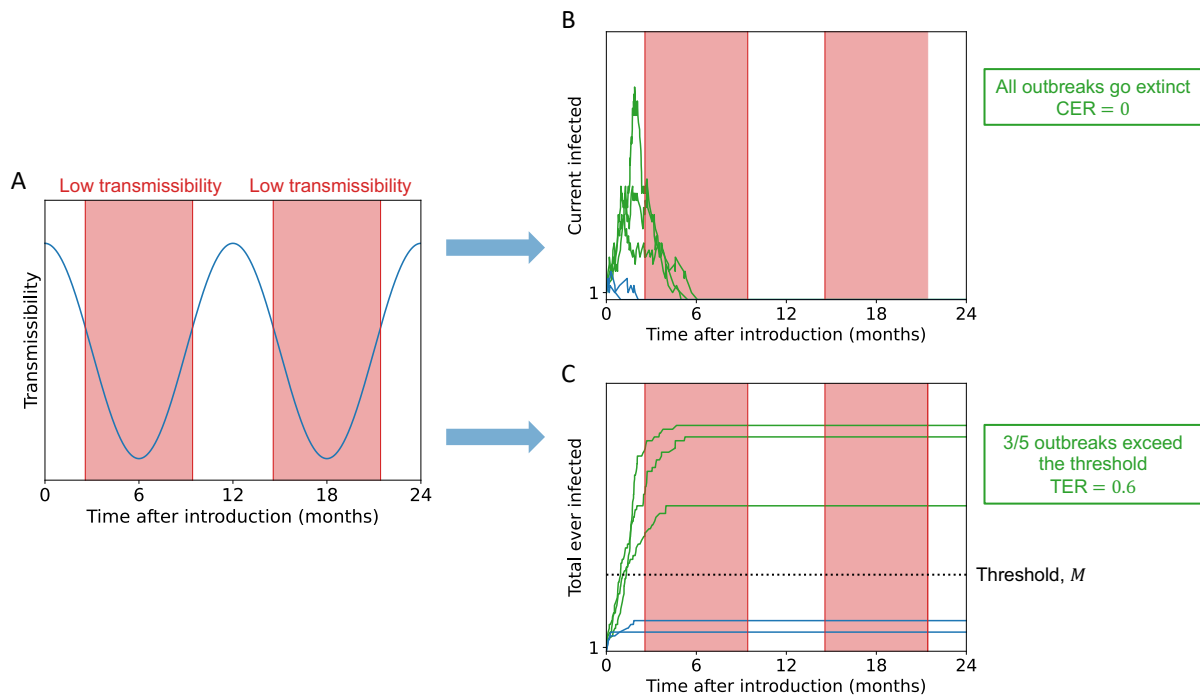 A
Low transmissibility
Low transmissibility
Transmissibility
0
6
12
18
24
Time after introduction (months)
B
Current infected
1
0
6
12
18
24
Time after introduction (months)
All outbreaks go extinct
CER = 0
C
Total ever infected
1
0
6
12
18
24
Time after introduction (months)
Threshold, M
3/5 outbreaks exceed
the threshold
TER = 0.6